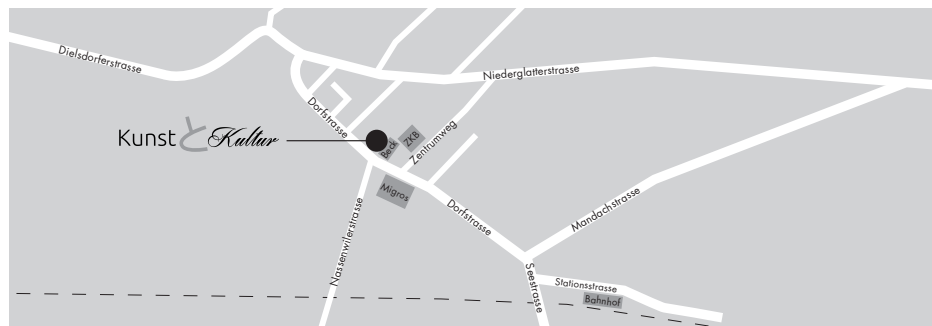 Dielsdorferstrasse
Niederglatterstrasse
Dorfstrasse
Kunst & Kultur
Beck
ZKB
Zentrumweg
Migros
Nassenwilerstrasse
Dorfstrasse
Mandachstrasse
Seestrasse
Stationsstrasse
Bahnhof